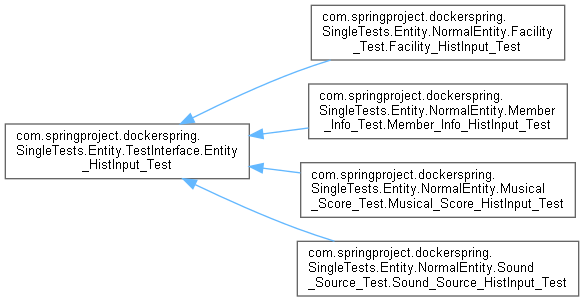 com.springproject.dockerspring.
SingleTests.Entity.TestInterface.Entity
_HistInput_Test
com.springproject.dockerspring.
SingleTests.Entity.NormalEntity.Facility
_Test.Facility_HistInput_Test
com.springproject.dockerspring.
SingleTests.Entity.NormalEntity.Member
_Info_Test.Member_Info_HistInput_Test
com.springproject.dockerspring.
SingleTests.Entity.NormalEntity.Musical
_Score_Test.Musical_Score_HistInput_Test
com.springproject.dockerspring.
SingleTests.Entity.NormalEntity.Sound
_Source_Test.Sound_Source_HistInput_Test